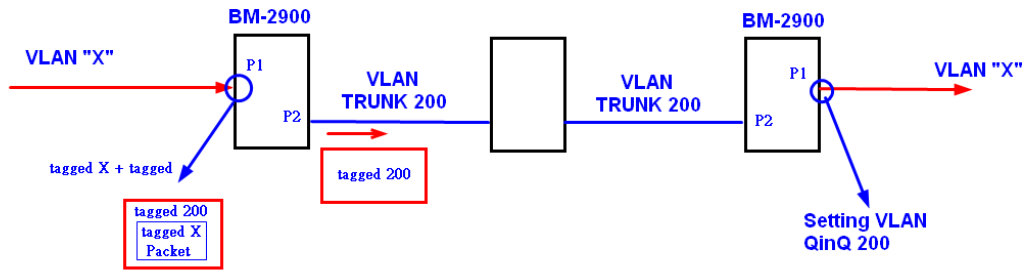 BM-2900
BM-2900
VLAN "X"
P1
VLAN
TRUNK 200
P2
VLAN
TRUNK 200
P1
P2
VLAN "X"
tagged X + tagged
tagged 200
tagged 200
tagged X
Packet
Setting VLAN
QinQ 200